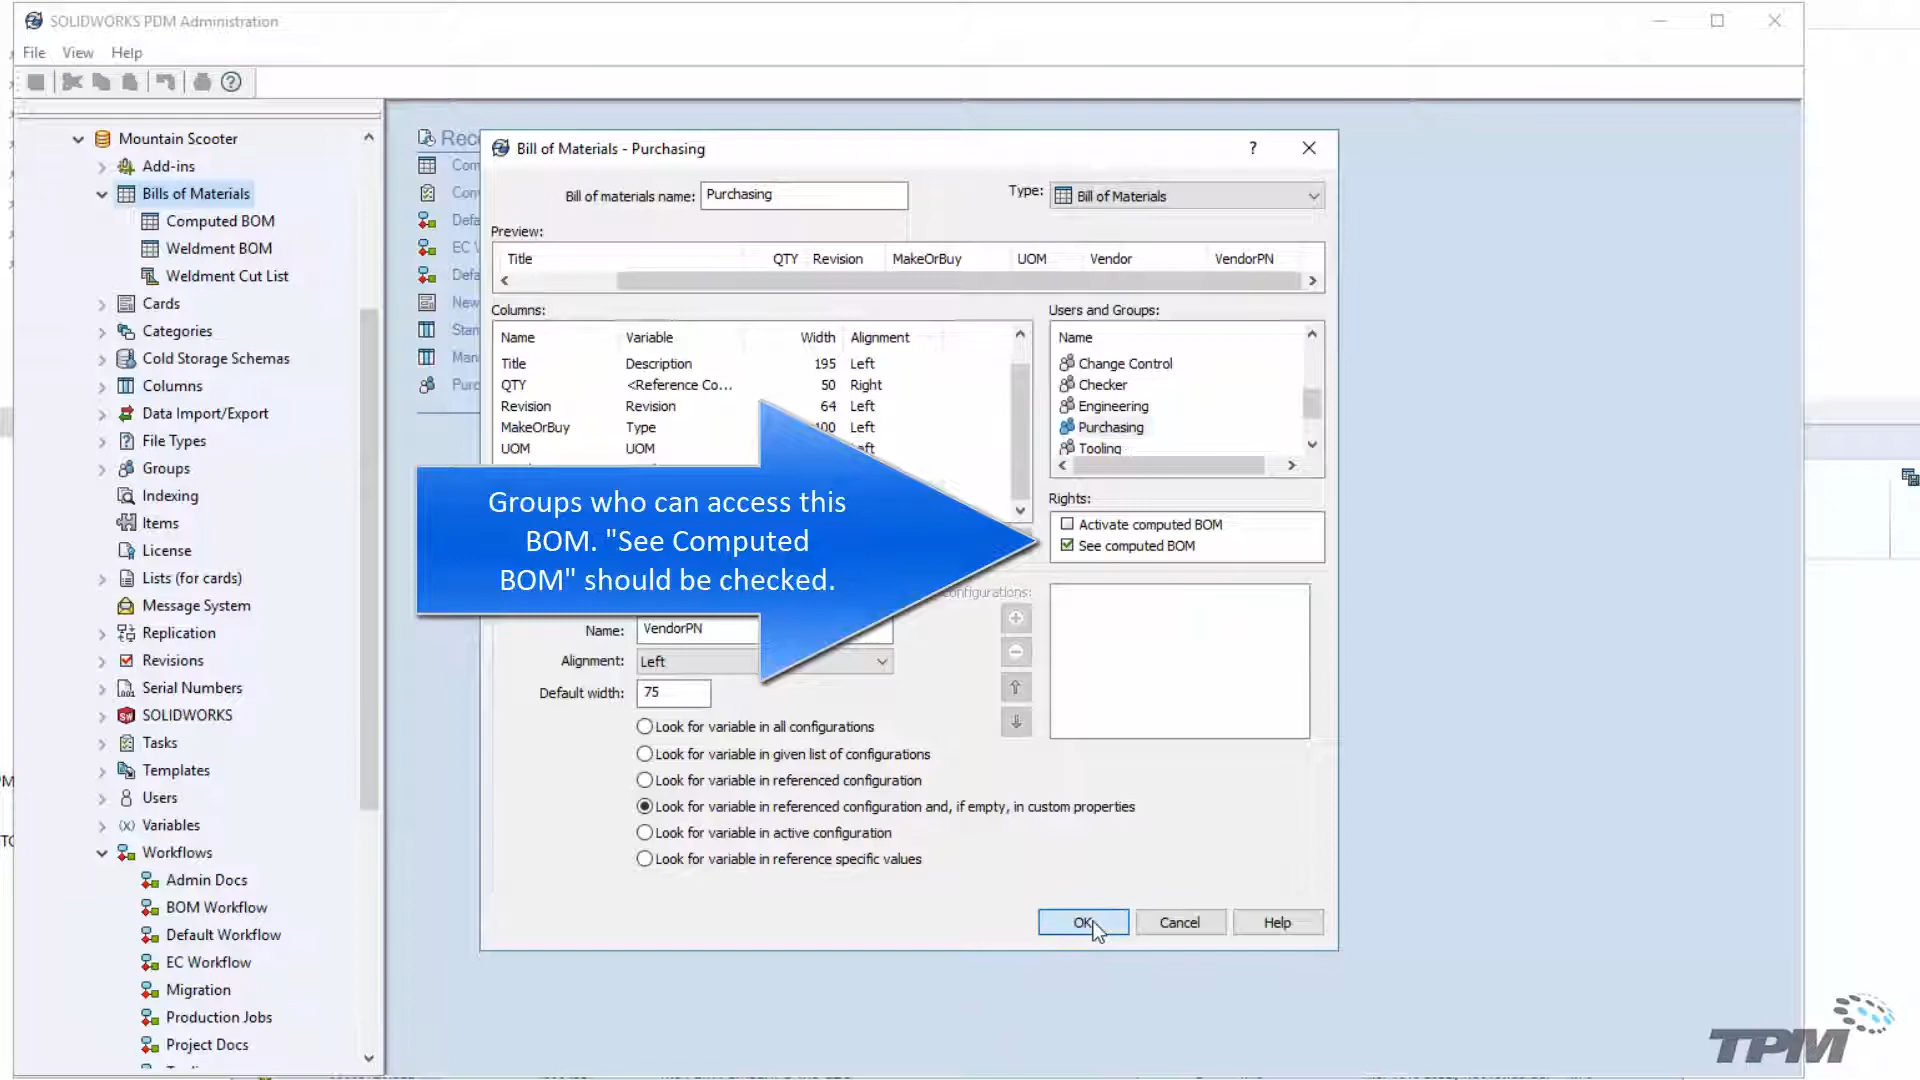 SOLIDWORKS PDM Administration
File View Help
Mountain Scooter
Add-ins
Bills of Materials
Computed BOM
Weldment BOM
Weldment Cut List
Cards
Categories
Cold Storage Schemas
Columns
Data Import/Export
File Types
Groups
Indexing
Items
License
Lists (for cards)
Message System
Replication
Revisions
Serial Numbers
SOLIDWORKS
Tasks
Templates
Users
Variables
Workflows
Admin Docs
BOM Workflow
Default Workflow
EC Workflow
Migration
Production Jobs
Project Docs
Bill of Materials - Purchasing
Bill of materials name: Purchasing
Type: Bill of Materials
Preview:
Title QTY Revision MakeOrBuy UOM Vendor VendorPN
Columns:
Name Variable Width Alignment
Title Description 195 Left
QTY <Reference Co... 50 Right
Revision Revision 64 Left
MakeOrBuy Type 100 Left
UOM UOM
Users and Groups:
Name
Change Control
Checker
Engineering
Purchasing
Tooling
Rights:
Activate computed BOM
See computed BOM
Groups who can access this
BOM. "See Computed
BOM" should be checked.
Name: VendorPN
Alignment: Left
Default width: 75
Look for variable in all configurations
Look for variable in given list of configurations
Look for variable in referenced configuration
Look for variable in referenced configuration and, if empty, in custom properties
Look for variable in active configuration
Look for variable in reference specific values
OK Cancel Help
TPM